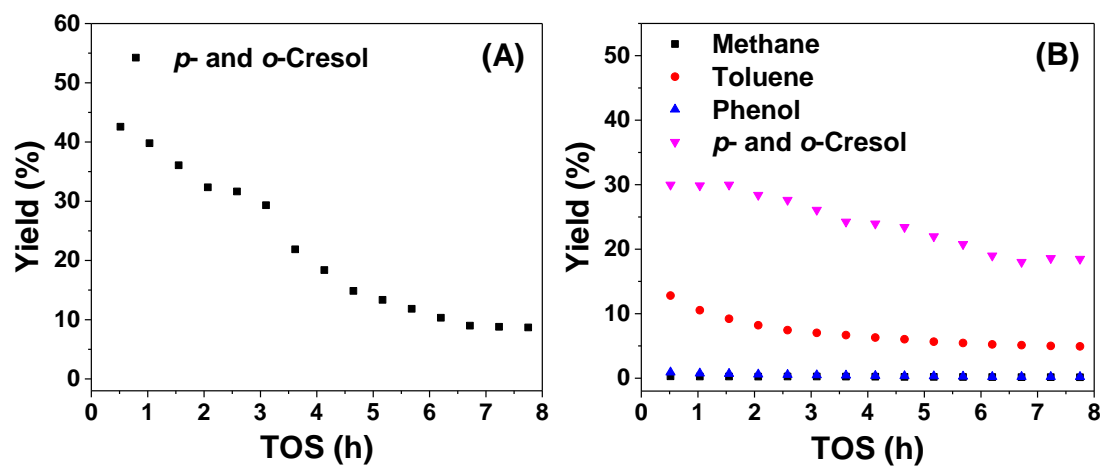 (A)
p- and o-Cresol
60
50
40
30
20
10
0
0 1 2 3 4 5 6 7 8
Yield (%)
TOS (h)
(B)
Methane
Toluene
Phenol
p- and o-Cresol
50
40
30
20
10
0
0 1 2 3 4 5 6 7 8
Yield (%)
TOS (h)